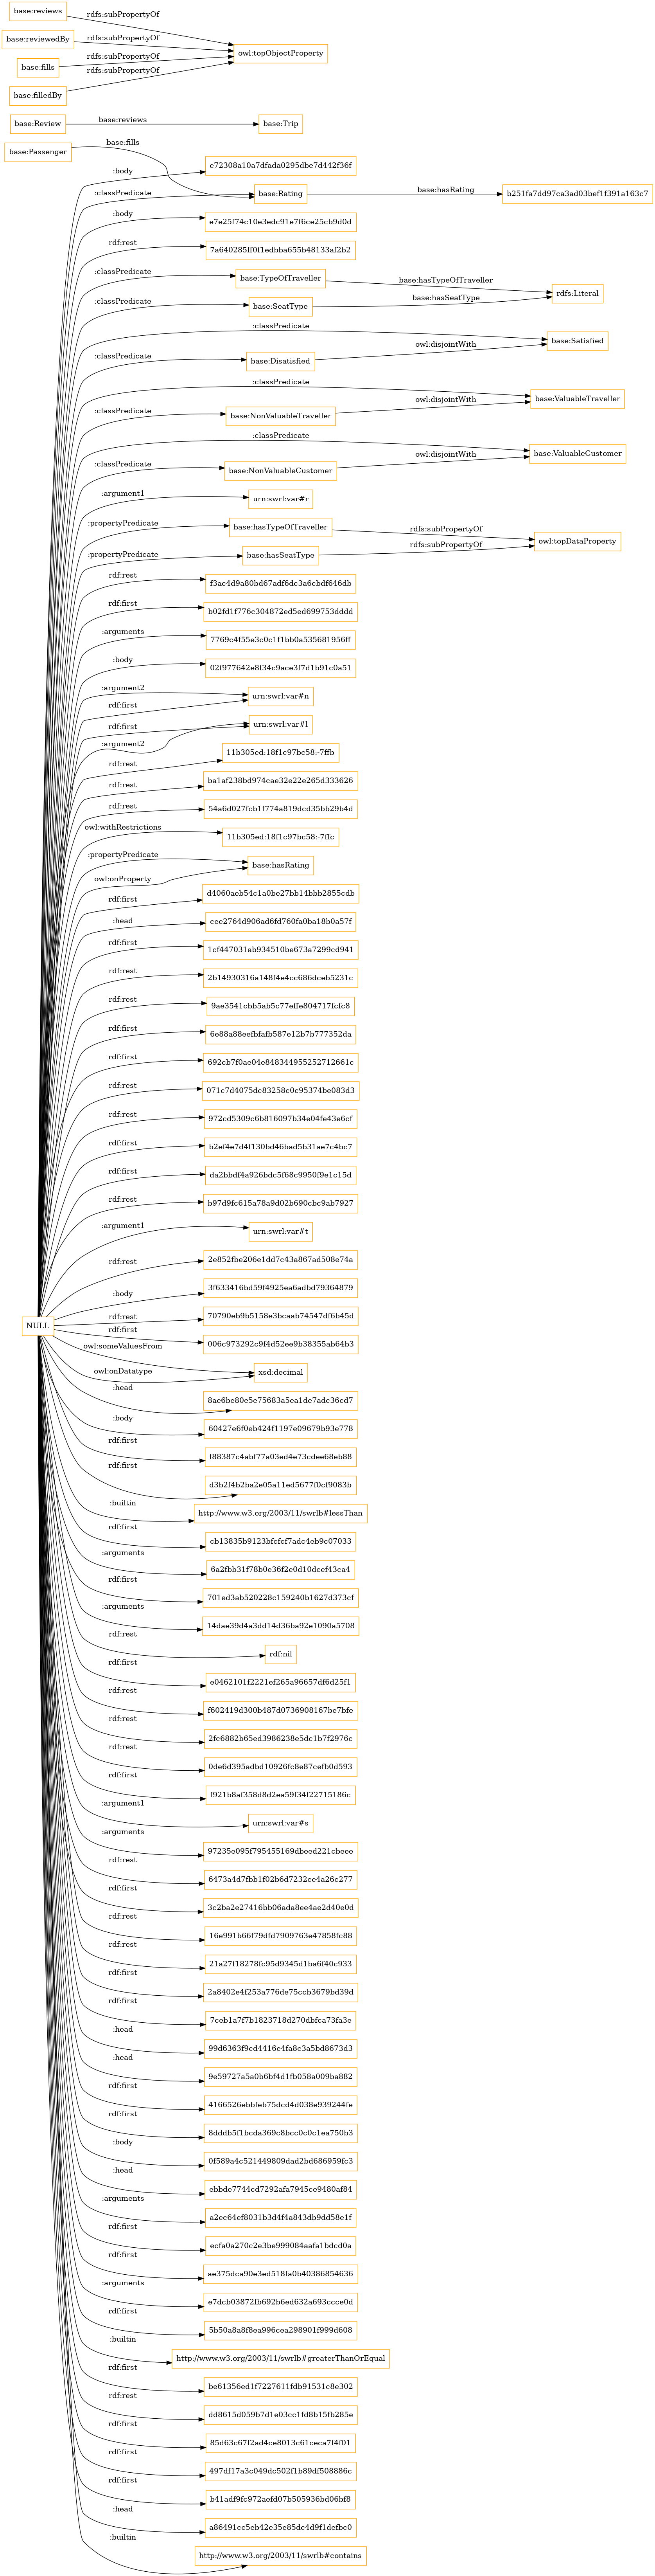 base:reviews
rdfs:subPropertyOf
base:reviewedBy
rdfs:subPropertyOf
owl:topObjectProperty
base:fills
rdfs:subPropertyOf
base:filledBy
rdfs:subPropertyOf
base:Review
base:reviews
base:Trip
base:Passenger
base:fills
:body
e72308a10a7dfada0295dbe7d442f36f
:classPredicate
base:Rating
base:hasRating
b251fa7dd97ca3ad03bef1f391a163c7
:body
e7e25f74c10e3edc91e7f6ce25cb9d0d
rdf:rest
7a640285ff0f1edbba655b48133af2b2
:classPredicate
base:TypeOfTraveller
base:hasTypeOfTraveller
rdfs:Literal
:classPredicate
base:SeatType
base:hasSeatType
:classPredicate
base:Satisfied
:classPredicate
base:Disatisfied
owl:disjointWith
:classPredicate
base:ValuableTraveller
:classPredicate
base:NonValuableTraveller
owl:disjointWith
:classPredicate
base:ValuableCustomer
:classPredicate
base:NonValuableCustomer
owl:disjointWith
:argument1
urn:swrl:var#r
:propertyPredicate
base:hasTypeOfTraveller
rdfs:subPropertyOf
owl:topDataProperty
:propertyPredicate
base:hasSeatType
rdfs:subPropertyOf
rdf:rest
f3ac4d9a80bd67adf6dc3a6cbdf646db
rdf:first
b02fd1f776c304872ed5ed699753dddd
:arguments
7769c4f55e3c0c1f1bb0a535681956ff
:body
02f977642e8f34c9ace3f7d1b91c0a51
:argument2
urn:swrl:var#n
rdf:first
rdf:first
urn:swrl:var#l
:argument2
rdf:rest
11b305ed:18f1c97bc58:-7ffb
rdf:rest
ba1af238bd974cae32e22e265d333626
rdf:rest
54a6d027fcb1f774a819dcd35bb29b4d
owl:withRestrictions
11b305ed:18f1c97bc58:-7ffc
:propertyPredicate
base:hasRating
owl:onProperty
rdf:first
d4060aeb54c1a0be27bb14bbb2855cdb
:head
cee2764d906ad6fd760fa0ba18b0a57f
rdf:first
1cf447031ab934510be673a7299cd941
rdf:rest
2b14930316a148f4e4cc686dceb5231c
rdf:rest
9ae3541cbb5ab5c77effe804717fcfc8
rdf:first
6e88a88eefbfafb587e12b7b777352da
rdf:first
692cb7f0ae04e848344955252712661c
rdf:rest
071c7d4075dc83258c0c95374be083d3
rdf:rest
972cd5309c6b816097b34e04fe43e6cf
rdf:first
b2ef4e7d4f130bd46bad5b31ae7c4bc7
rdf:first
da2bbdf4a926bdc5f68c9950f9e1c15d
rdf:rest
b97d9fc615a78a9d02b690cbc9ab7927
:argument1
urn:swrl:var#t
rdf:rest
2e852fbe206e1dd7c43a867ad508e74a
:body
3f633416bd59f4925ea6adbd79364879
NULL
rdf:rest
70790eb9b5158e3bcaab74547df6b45d
rdf:first
006c973292c9f4d52ee9b38355ab64b3
owl:someValuesFrom
xsd:decimal
owl:onDatatype
:head
8ae6be80e5e75683a5ea1de7adc36cd7
:body
60427e6f0eb424f1197e09679b93e778
rdf:first
f88387c4abf77a03ed4e73cdee68eb88
rdf:first
d3b2f4b2ba2e05a11ed5677f0cf9083b
:builtin
http://www.w3.org/2003/11/swrlb#lessThan
rdf:first
cb13835b9123bfcfcf7adc4eb9c07033
:arguments
6a2fbb31f78b0e36f2e0d10dcef43ca4
rdf:first
701ed3ab520228c159240b1627d373cf
:arguments
14dae39d4a3dd14d36ba92e1090a5708
rdf:rest
rdf:nil
rdf:first
e0462101f2221ef265a96657df6d25f1
rdf:rest
f602419d300b487d0736908167be7bfe
rdf:rest
2fc6882b65ed3986238e5dc1b7f2976c
rdf:rest
0de6d395adbd10926fc8e87cefb0d593
rdf:first
f921b8af358d8d2ea59f34f22715186c
:argument1
urn:swrl:var#s
:arguments
97235e095f795455169dbeed221cbeee
rdf:rest
6473a4d7fbb1f02b6d7232ce4a26c277
rdf:first
3c2ba2e27416bb06ada8ee4ae2d40e0d
rdf:rest
16e991b66f79dfd7909763e47858fc88
rdf:rest
21a27f18278fc95d9345d1ba6f40c933
rdf:first
2a8402e4f253a776de75ccb3679bd39d
rdf:first
7ceb1a7f7b1823718d270dbfca73fa3e
:head
99d6363f9cd4416e4fa8c3a5bd8673d3
:head
9e59727a5a0b6bf4d1fb058a009ba882
rdf:first
4166526ebbfeb75dcd4d038e939244fe
rdf:first
8dddb5f1bcda369c8bcc0c0c1ea750b3
:body
0f589a4c521449809dad2bd686959fc3
:head
ebbde7744cd7292afa7945ce9480af84
:arguments
a2ec64ef8031b3d4f4a843db9dd58e1f
rdf:first
ecfa0a270c2e3be999084aafa1bdcd0a
rdf:first
ae375dca90e3ed518fa0b40386854636
:arguments
e7dcb03872fb692b6ed632a693ccce0d
rdf:first
5b50a8a8f8ea996cea298901f999d608
:builtin
http://www.w3.org/2003/11/swrlb#greaterThanOrEqual
rdf:first
be61356ed1f7227611fdb91531c8e302
rdf:rest
dd8615d059b7d1e03cc1fd8b15fb285e
rdf:first
85d63c67f2ad4ce8013c61ceca7f4f01
rdf:first
497df17a3c049dc502f1b89df508886c
rdf:first
b41adf9fc972aefd07b505936bd06bf8
:head
a86491cc5eb42e35e85dc4d9f1defbc0
:builtin
http://www.w3.org/2003/11/swrlb#contains